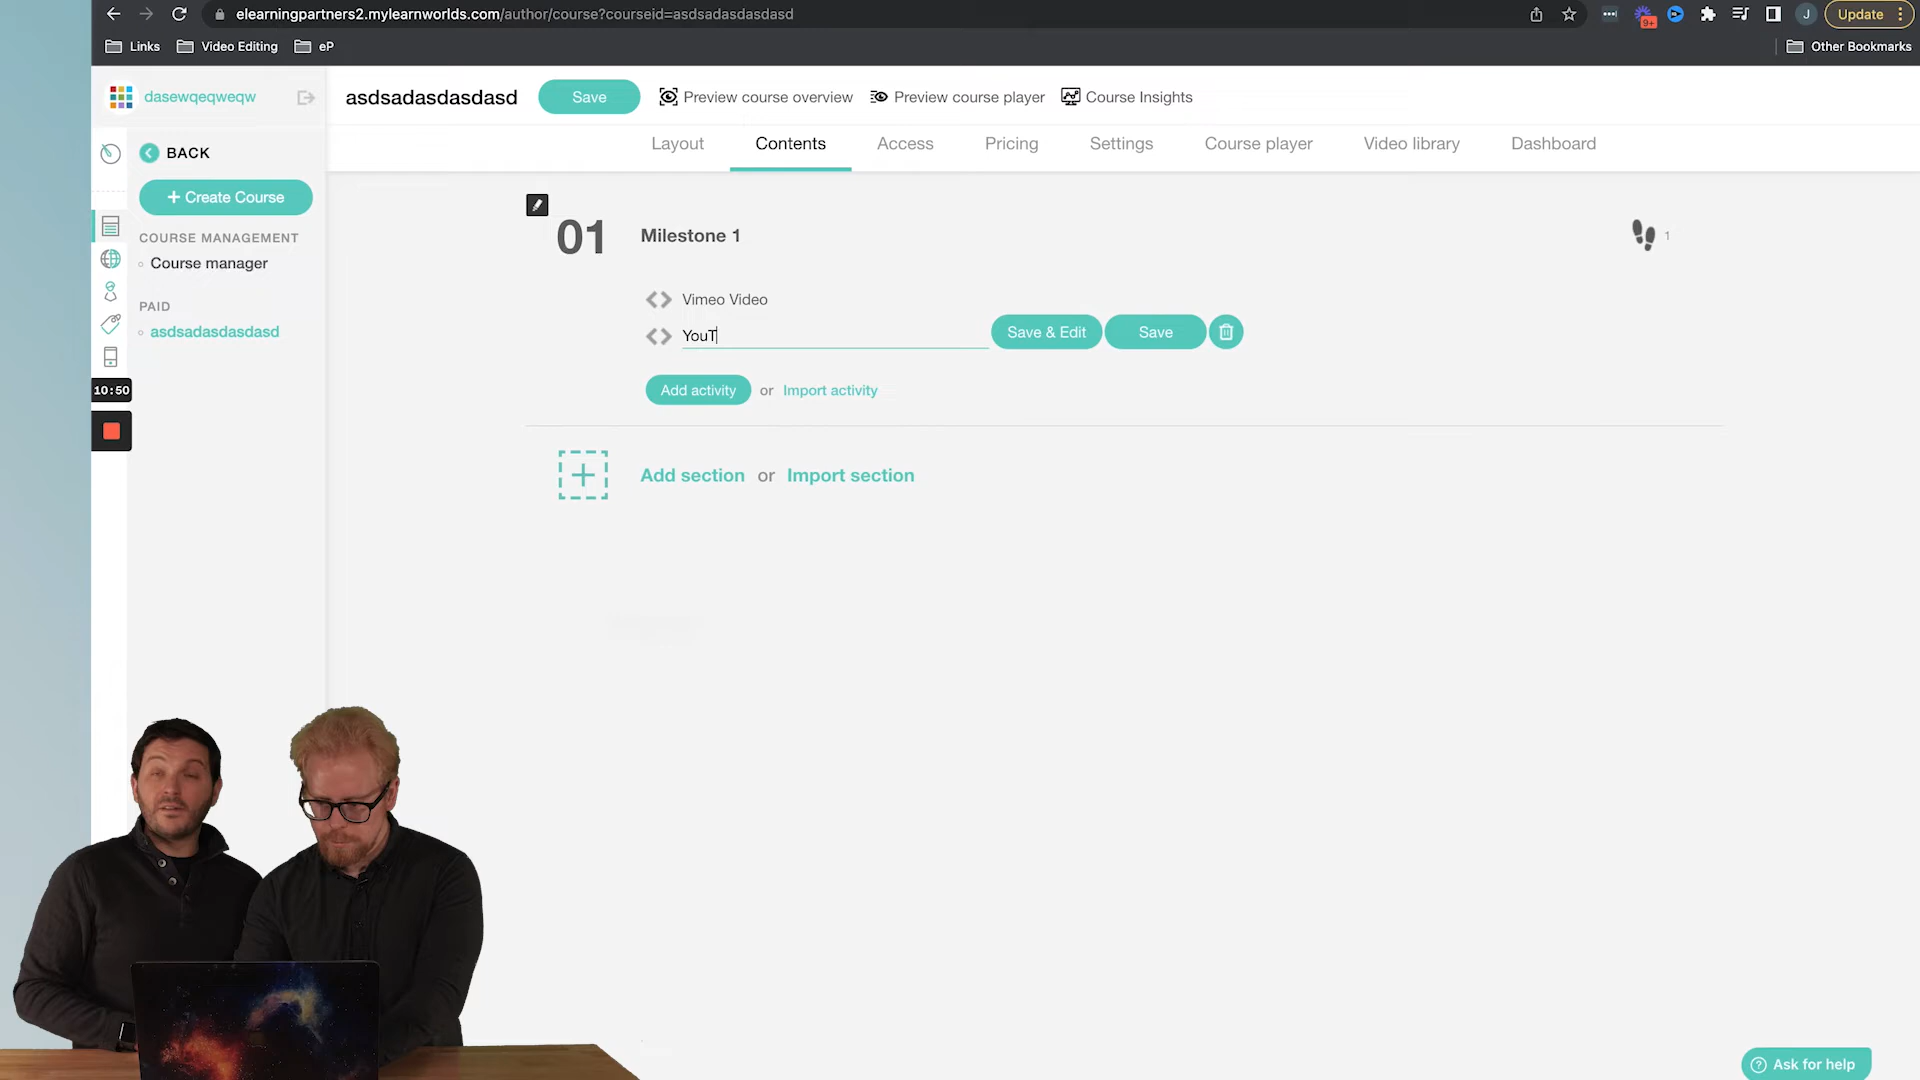 elearningpartners2.mylearnworlds.com/author/course?courseid=asdsadasdasdasd
9+
J
Update
Links
Video Editing
eP
Other Bookmarks
dasewqeqweqw
asdsadasdasdasd
Save
Preview course overview
Preview course player
Course Insights
BACK
Layout
Contents
Access
Pricing
Settings
Course player
Video library
Dashboard
+ Create Course
COURSE MANAGEMENT
Course manager
PAID
asdsadasdasdasd
10:50
01
Milestone 1
1
Vimeo Video
YouT
Save & Edit
Save
Add activity
or
Import activity
Add section
or
Import section
? Ask for help